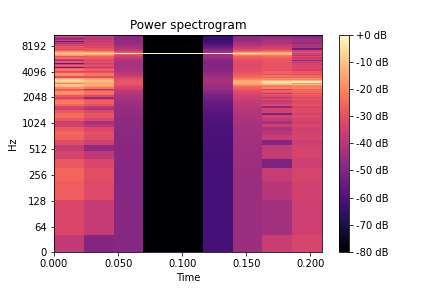 Power spectrogram
8192
4096
2048
1024
512
256
128
64
0
Hz
0.000 0.050 0.100 0.150 0.200
Time
+0 dB
-10 dB
-20 dB
-30 dB
-40 dB
-50 dB
-60 dB
-70 dB
-80 dB